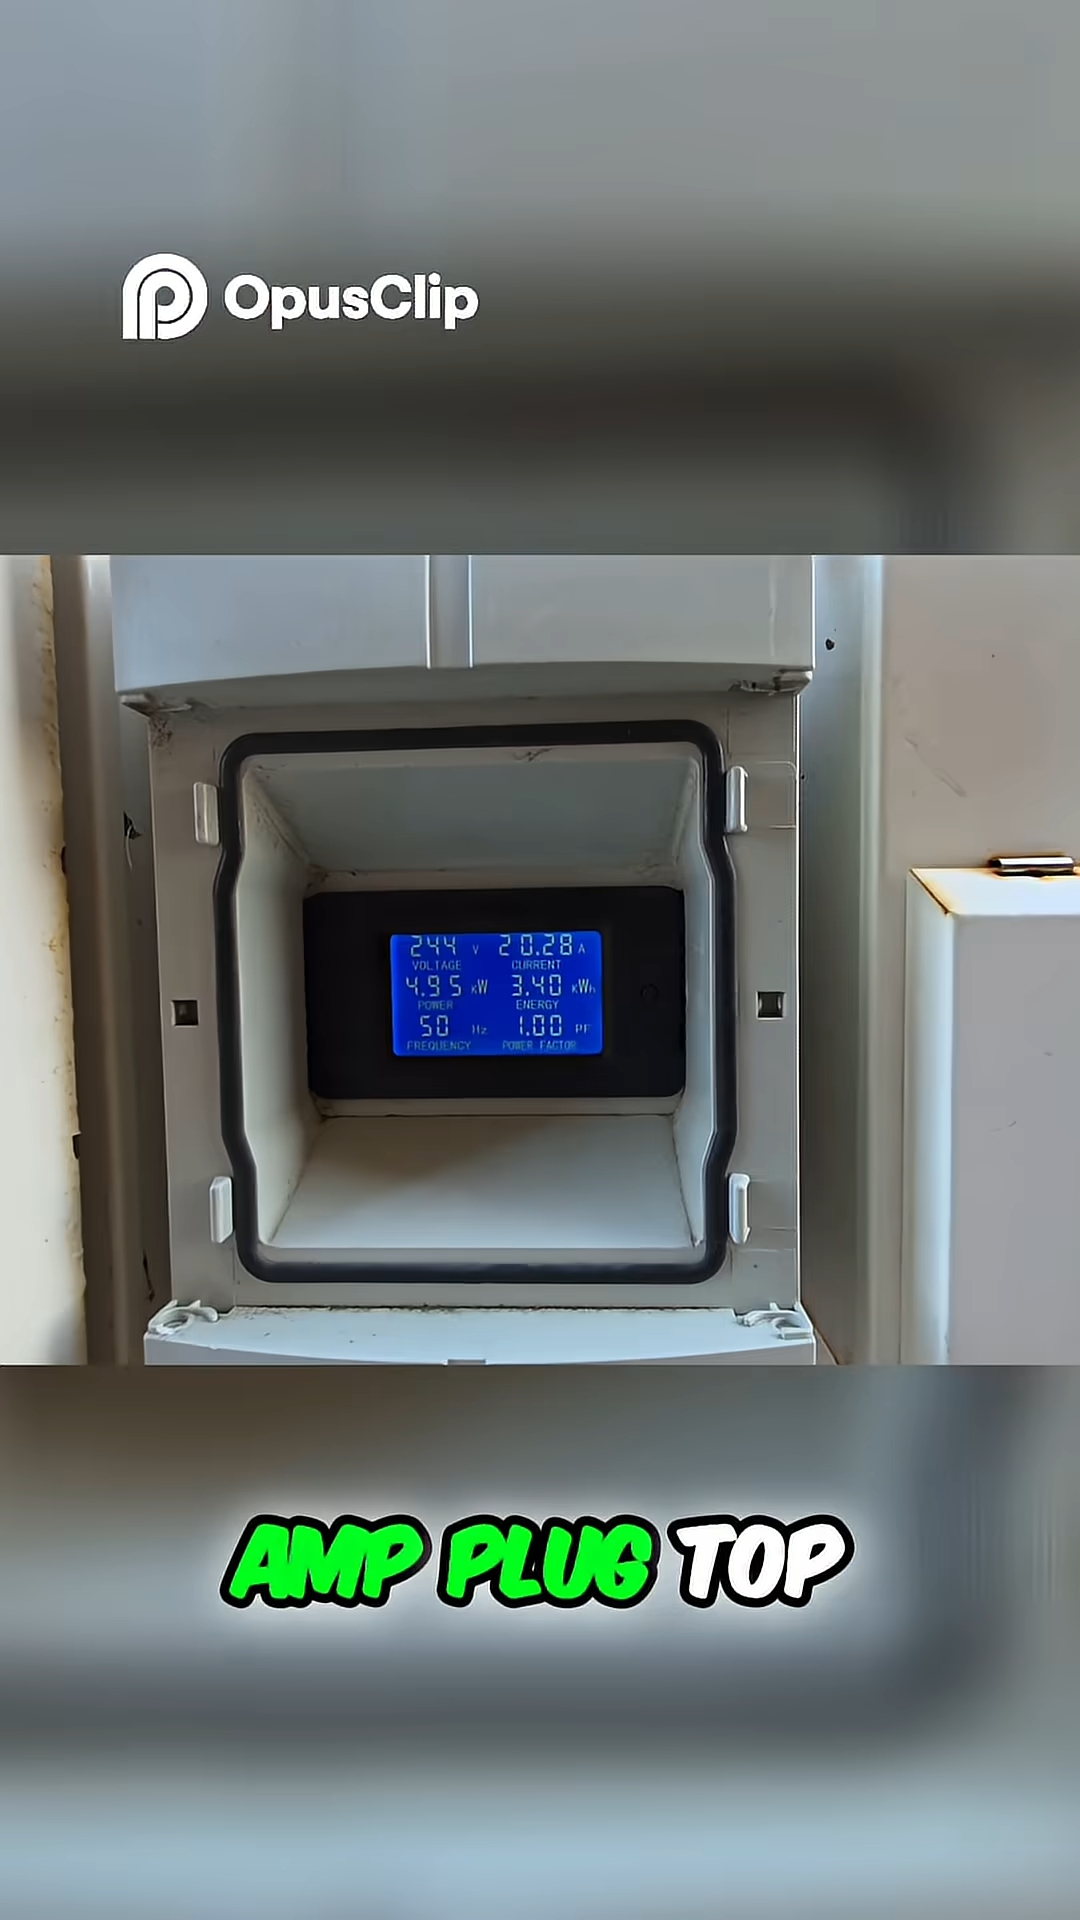 OpusClip
244 V 20.28 A
VOLTAGE CURRENT
4.95 kW 3.40 kWh
POWER ENERGY
50 Hz 1.00 PF
FREQUENCY POWER FACTOR
AMP PLUG TOP